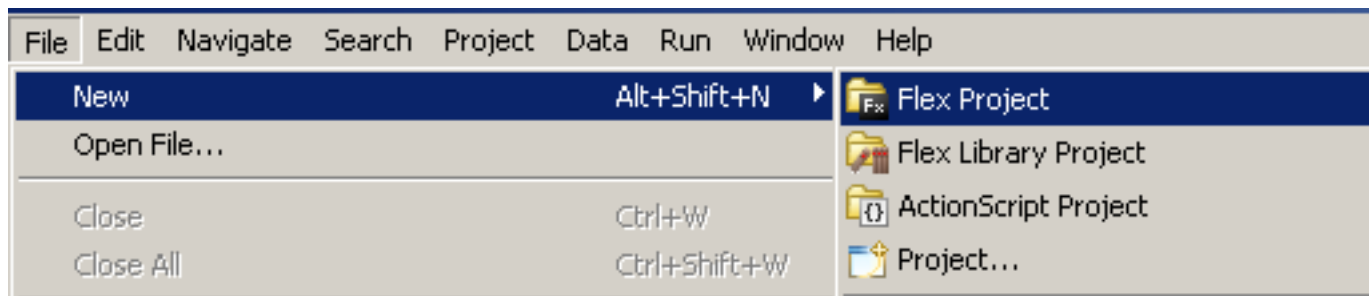 File Edit Navigate Search Project Data Run Window Help
New Alt+Shift+N
Open File...
Close Ctrl+W
Close All Ctrl+Shift+W
Fx Flex Project
Flex Library Project
{} ActionScript Project
Project...